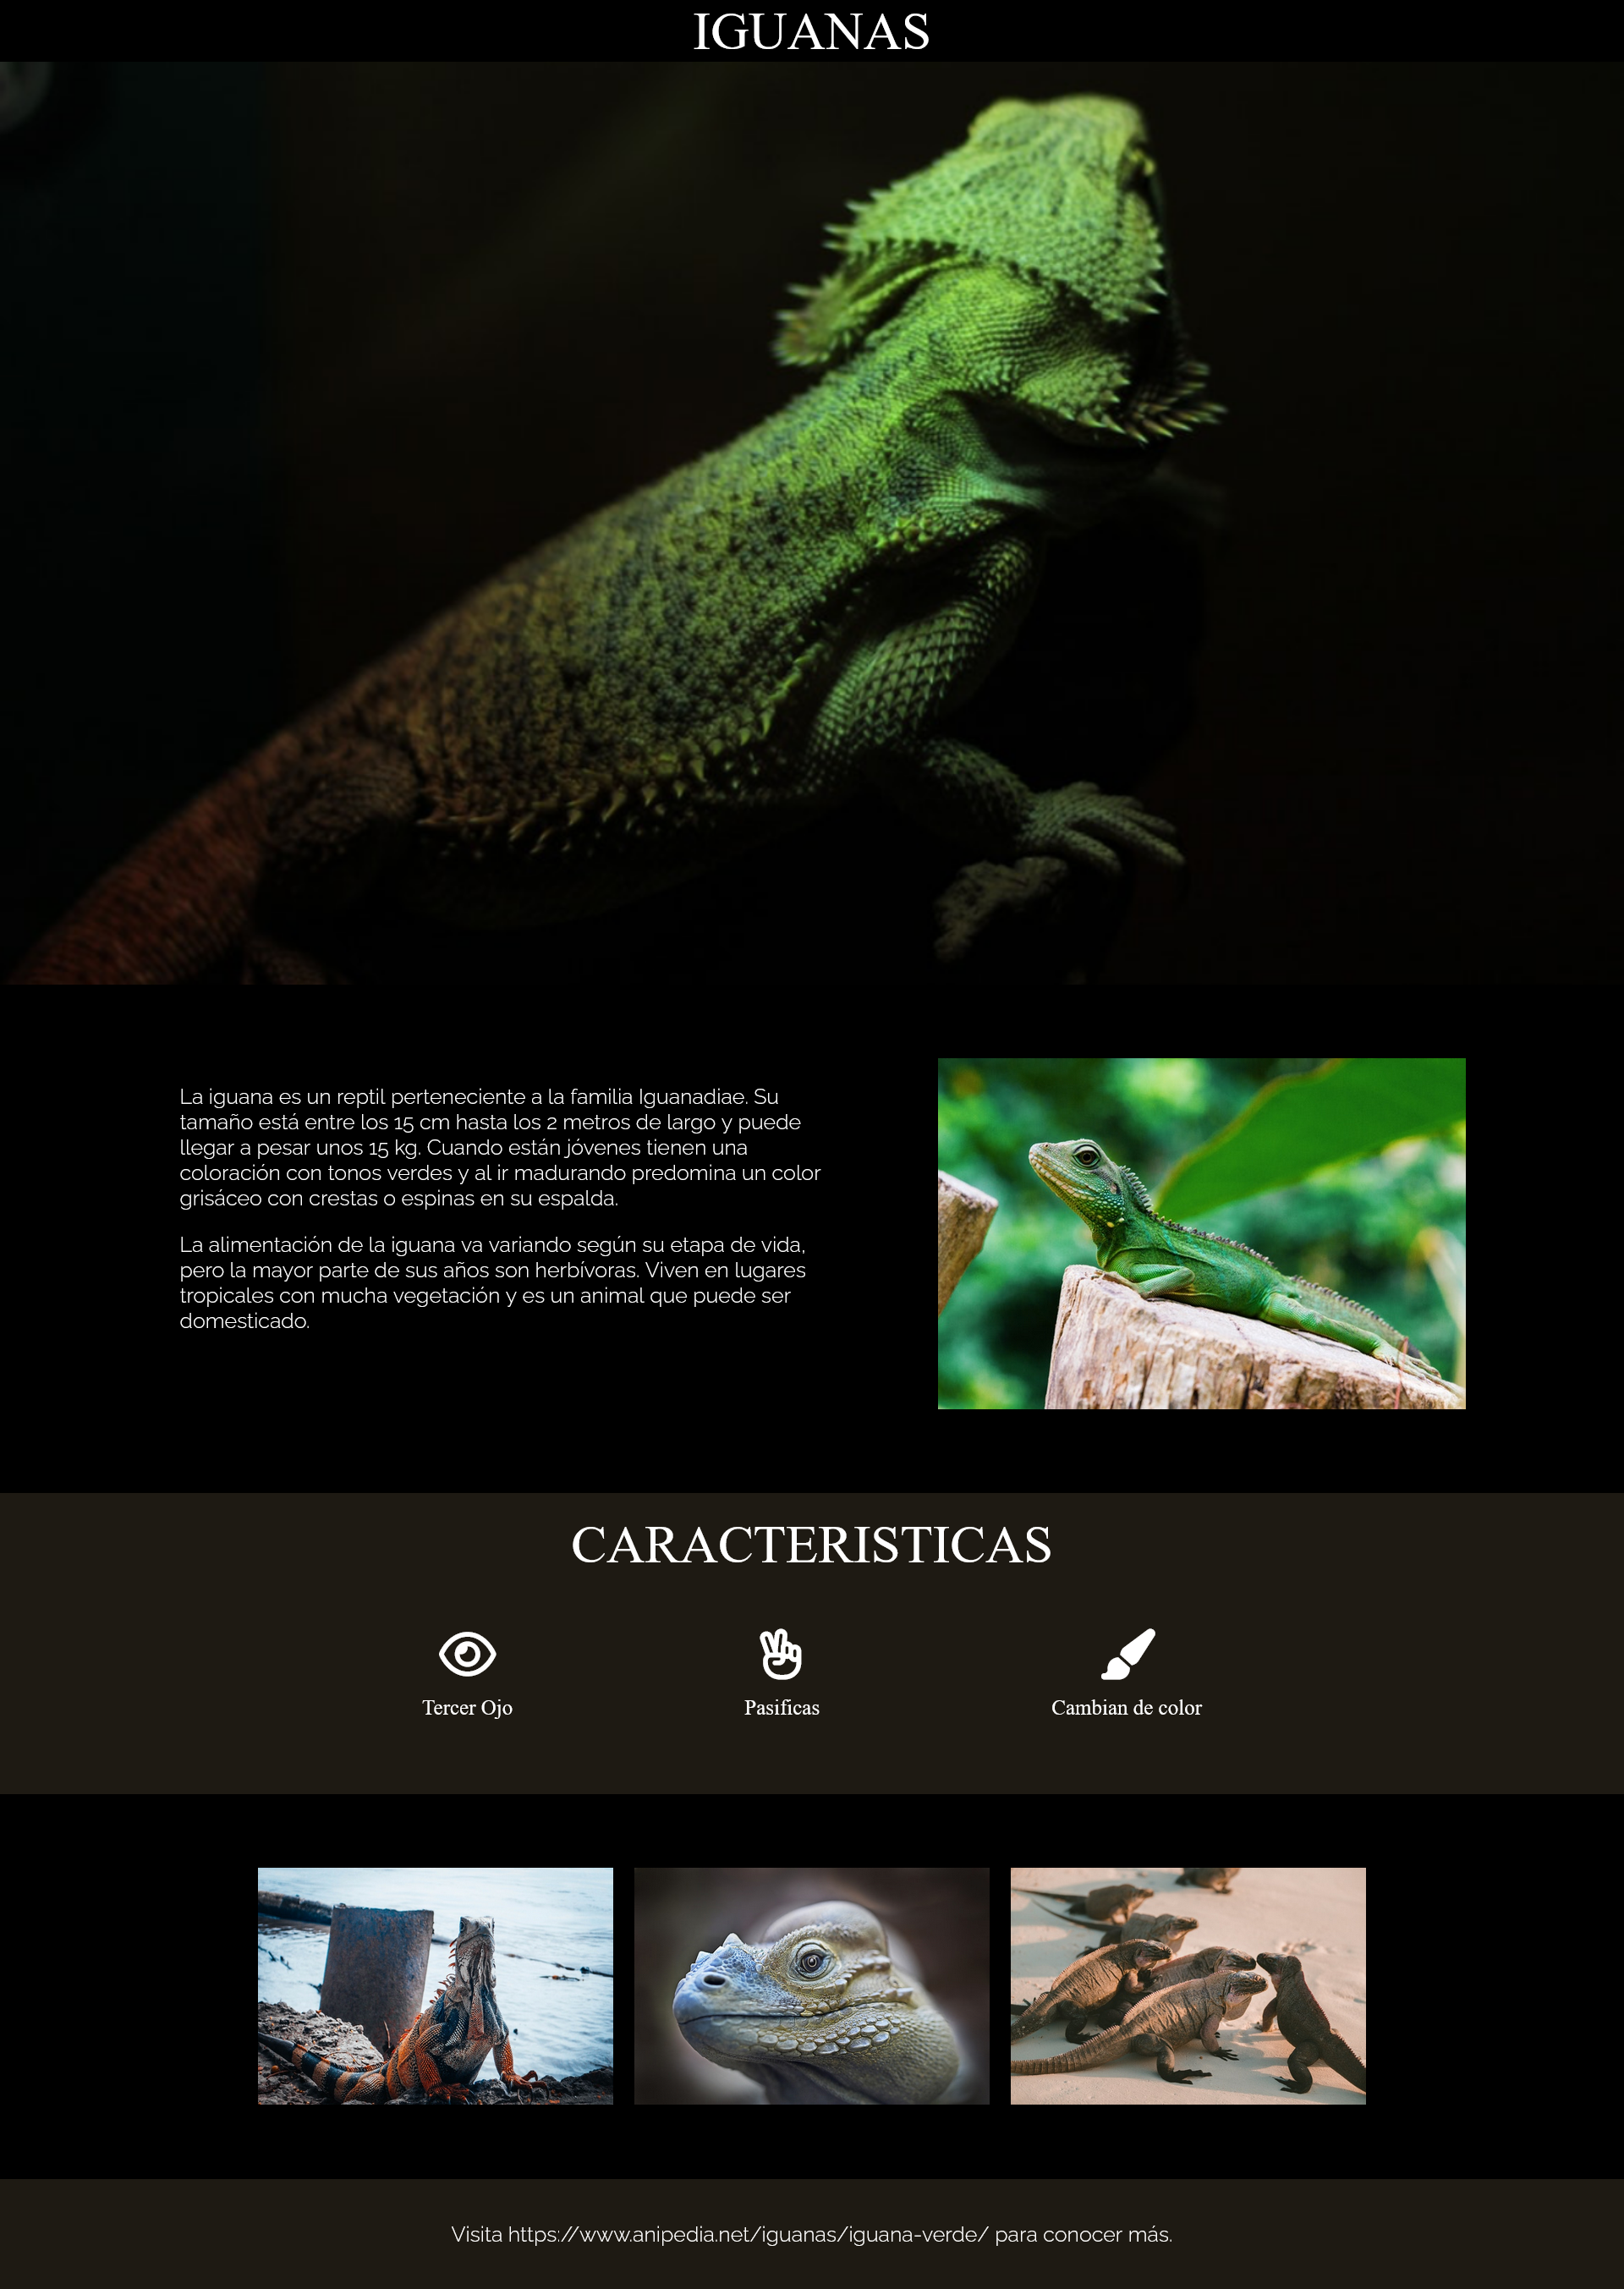 IGUANAS
La iguana es un reptil perteneciente a la familia Iguanadiae. Su
tamaño está entre los 15 cm hasta los 2 metros de largo y puede
llegar a pesar unos 15 kg. Cuando están jóvenes tienen una
coloración con tonos verdes y al ir madurando predomina un color
grisáceo con crestas o espinas en su espalda.
La alimentación de la iguana va variando según su etapa de vida,
pero la mayor parte de sus años son herbívoras. Viven en lugares
tropicales con mucha vegetación y es un animal que puede ser
domesticado.
CARACTERISTICAS
Tercer Ojo
Pasificas
Cambian de color
Visita https://www.anipedia.net/iguanas/iguana-verde/ para conocer más.